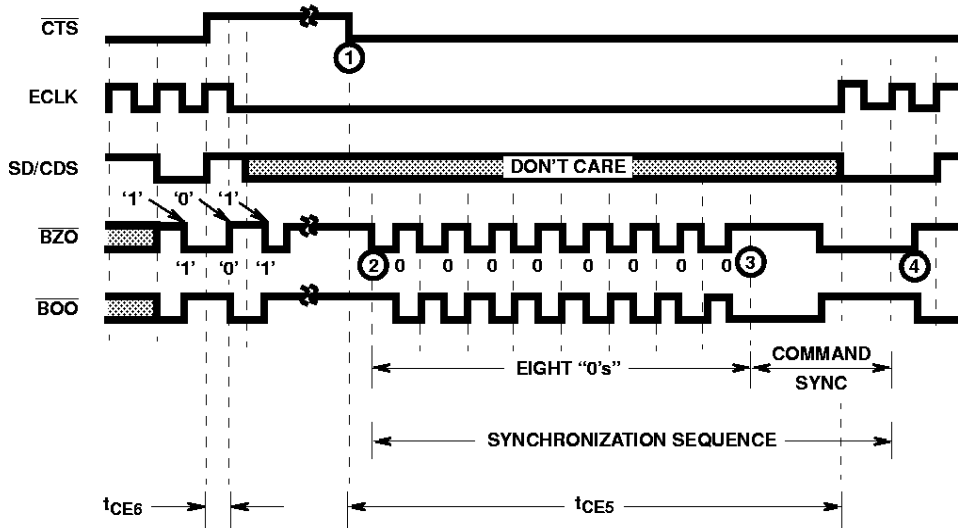 CTS
1
ECLK
SD/CDS
DON'T CARE
‘1’ ‘0’ ‘1’
BZO
‘1’ ‘0’ ‘1’
2 0 0 0 0 0 0 0 0 3 4
BOO
EIGHT “0’s”
COMMAND
SYNC
SYNCHRONIZATION SEQUENCE
tCE6
tCE5